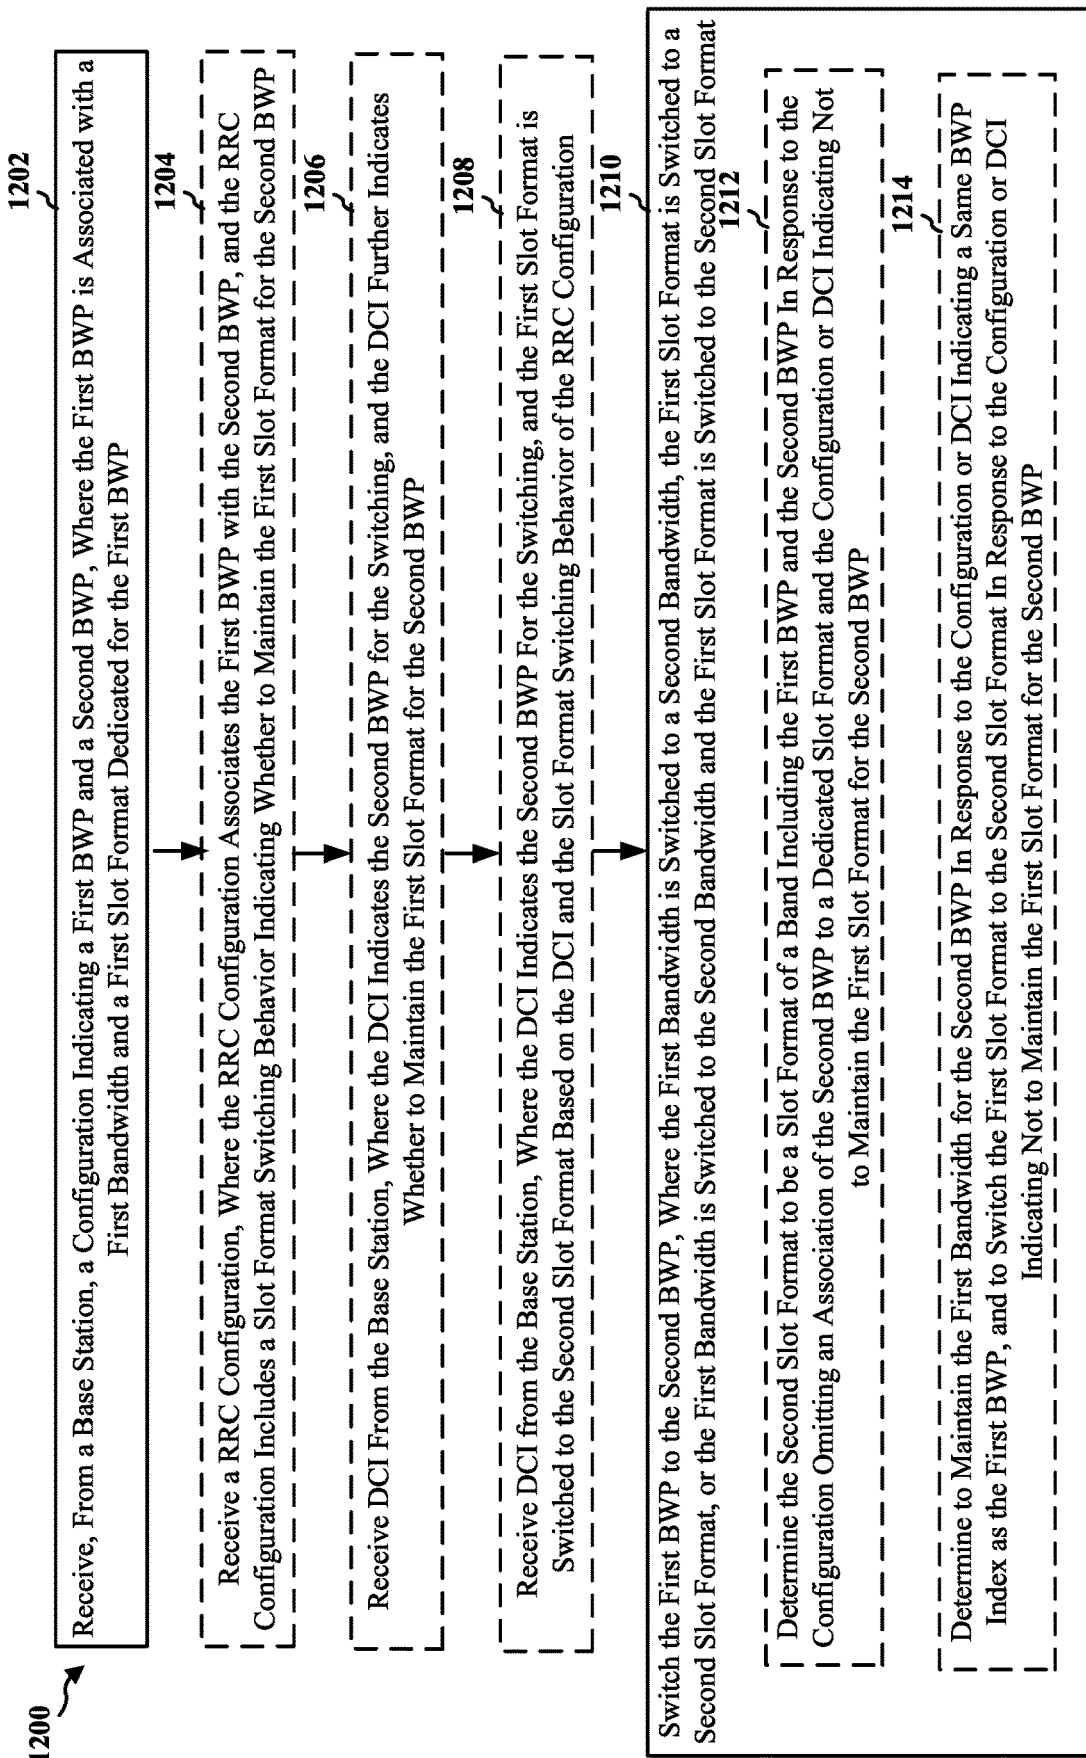 1200
1202
Receive, From a Base Station, a Configuration Indicating a First BWP and a Second BWP, Where the First BWP is Associated with a
First Bandwidth and a First Slot Format Dedicated for the First BWP
1204
Receive a RRC Configuration, Where the RRC Configuration Associates the First BWP with the Second BWP, and the RRC
Configuration Includes a Slot Format Switching Behavior Indicating Whether to Maintain the First Slot Format for the Second BWP
1206
Receive DCI From the Base Station, Where the DCI Indicates the Second BWP for the Switching, and the DCI Further Indicates
Whether to Maintain the First Slot Format for the Second BWP
1208
Receive DCI from the Base Station, Where the DCI Indicates the Second BWP For the Switching, and the First Slot Format is
Switched to the Second Slot Format Based on the DCI and the Slot Format Switching Behavior of the RRC Configuration
1210
Switch the First BWP to the Second BWP, Where the First Bandwidth is Switched to a Second Bandwidth, the First Slot Format is Switched to a
Second Slot Format, or the First Bandwidth is Switched to the Second Bandwidth and the First Slot Format is Switched to the Second Slot Format
1212
Determine the Second Slot Format to be a Slot Format of a Band Including the First BWP and the Second BWP In Response to the
Configuration Omitting an Association of the Second BWP to a Dedicated Slot Format and the Configuration or DCI Indicating Not
to Maintain the First Slot Format for the Second BWP
1214
Determine to Maintain the First Bandwidth for the Second BWP In Response to the Configuration or DCI Indicating a Same BWP
Index as the First BWP, and to Switch the First Slot Format to the Second Slot Format In Response to the Configuration or DCI
Indicating Not to Maintain the First Slot Format for the Second BWP